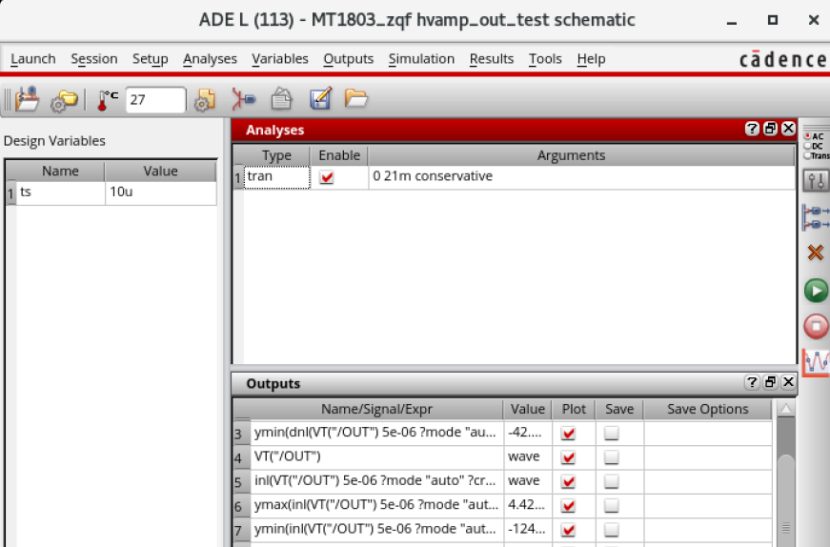 ADE L (113) - MT1803_zqf hvamp_out_test schematic
Launch Session Setup Analyses Variables Outputs Simulation Results Tools Help cādence
°C 27
Design Variables
Name Value
1 ts 10u
Analyses
Type Enable Arguments
1 tran 0 21m conservative
AC
DC
Trans
Outputs
Name/Signal/Expr Value Plot Save Save Options
3 ymin(dnl(VT("/OUT") 5e-06 ?mode "au... -42....
4 VT("/OUT") wave
5 inl(VT("/OUT") 5e-06 ?mode "auto" ?cr... wave
6 ymax(inl(VT("/OUT") 5e-06 ?mode "aut... 4.42...
7 ymin(inl(VT("/OUT") 5e-06 ?mode "aut... -124...